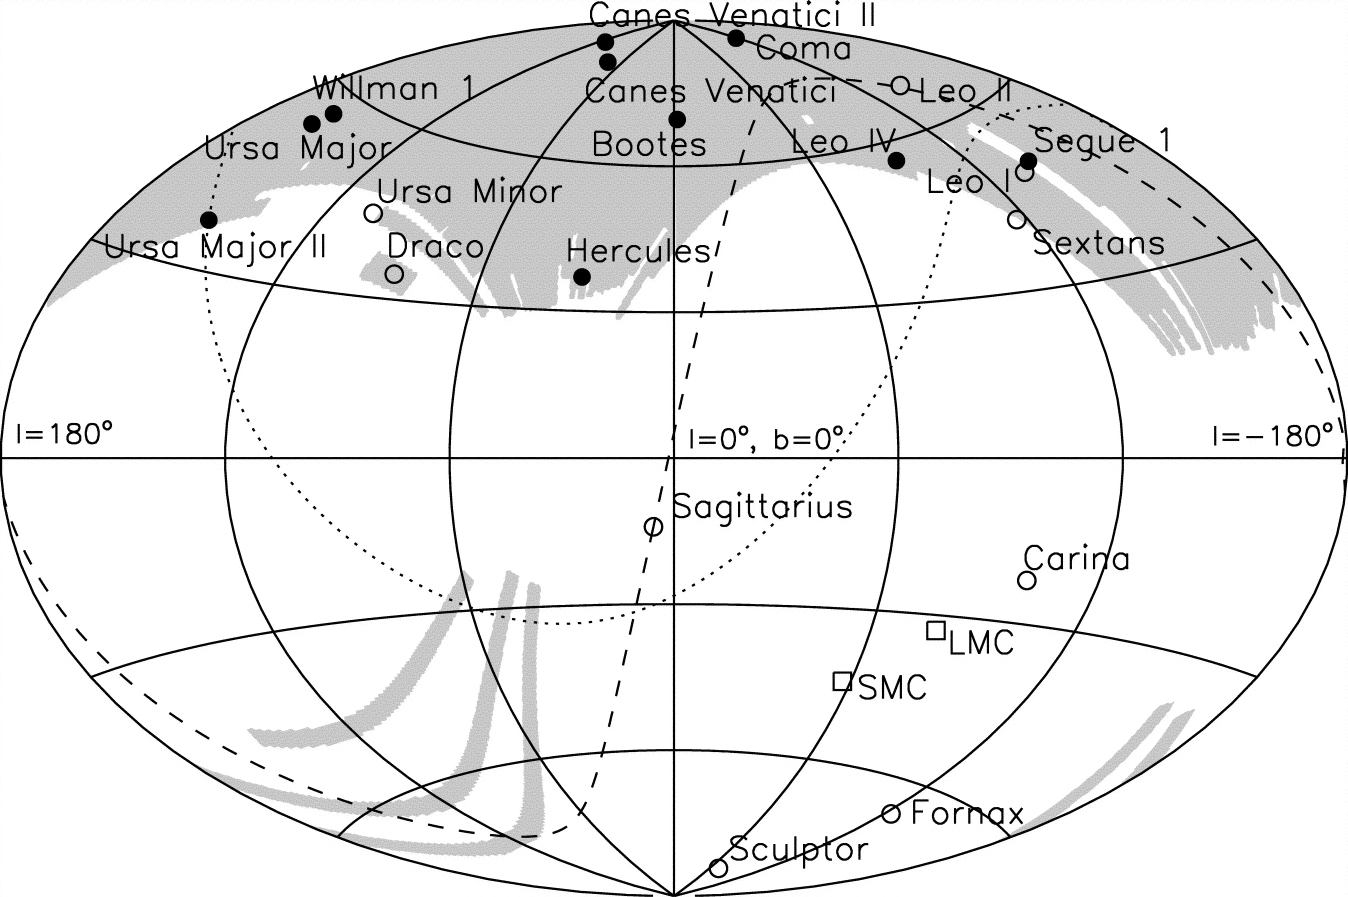 Canes Venatici II
Coma
Willman 1
Canes Venatici
Leo II
Ursa Major
Bootes
Leo IV
Segue 1
Ursa Minor
Leo I
Ursa Major II
Draco
Hercules
Sextans
l=180°
l=0°, b=0°
l=−180°
Sagittarius
Carina
LMC
SMC
Fornax
Sculptor